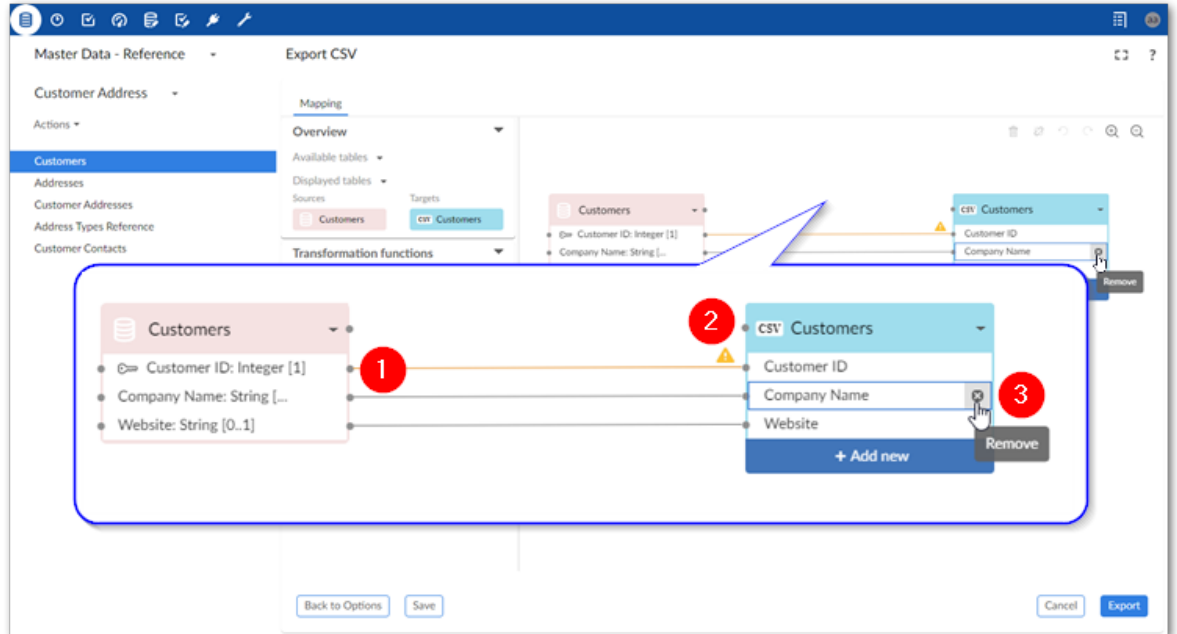 Master Data - Reference
Export CSV
?
Customer Address
Actions
Mapping
Customers
Addresses
Customer Addresses
Address Types Reference
Customer Contacts
Overview
Available tables
Displayed tables
Sources Targets
Customers CSV Customers
Transformation functions
Customers
Customer ID: Integer [1]
Company Name: String [...
CSV Customers
Customer ID
Company Name
Remove
Customers
Customer ID: Integer [1]
Company Name: String [...
Website: String [0..1]
1
2
CSV Customers
Customer ID
Company Name
3
Website
Remove
+ Add new
Back to Options Save Cancel Export